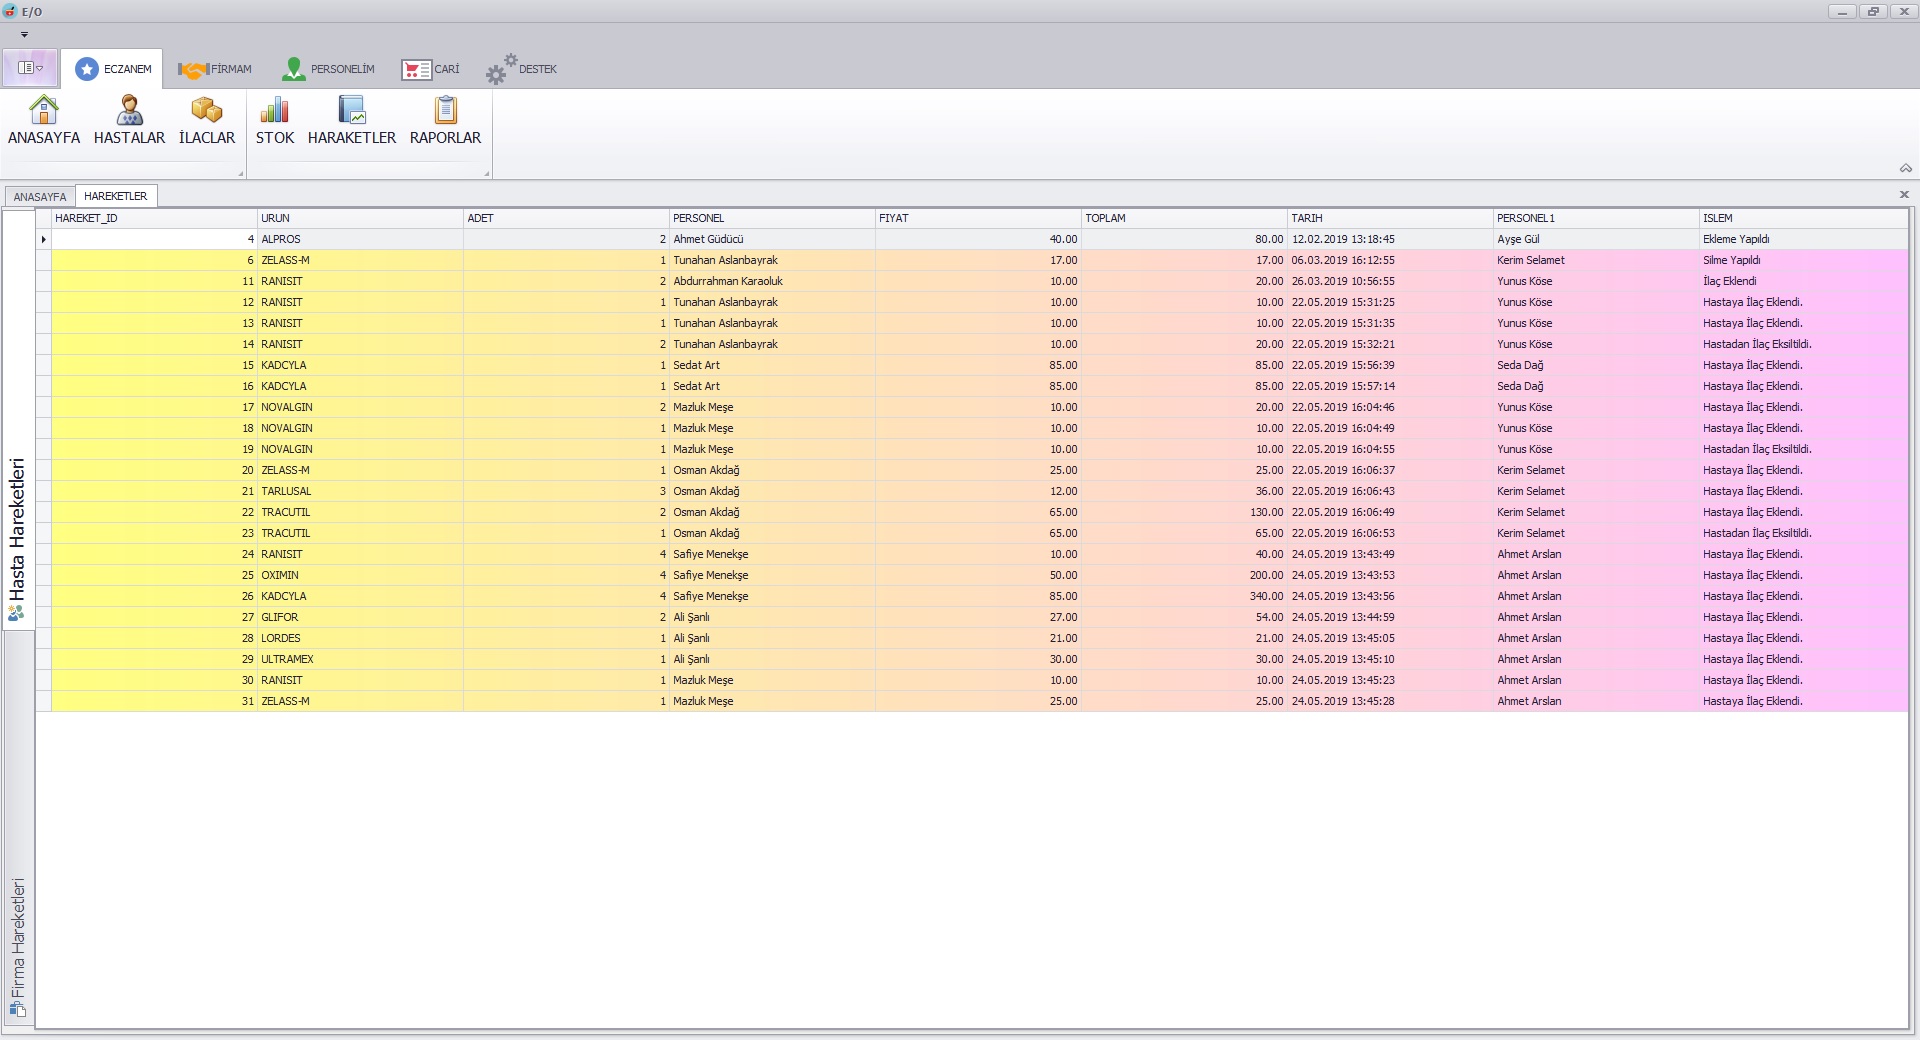 E/O
ECZANEM FİRMAM PERSONELİM CARİ DESTEK
ANASAYFA HASTALAR İLACLAR STOK HARAKETLER RAPORLAR
ANASAYFA HAREKETLER
Hasta Hareketleri
Firma Hareketleri
HAREKET_ID URUN ADET PERSONEL FIYAT TOPLAM TARIH PERSONEL1 ISLEM
4 ALPROS 2 Ahmet Güdücü 40.00 80.00 12.02.2019 13:18:45 Ayşe Gül Ekleme Yapıldı
6 ZELASS-M 1 Tunahan Aslanbayrak 17.00 17.00 06.03.2019 16:12:55 Kerim Selamet Silme Yapıldı
11 RANISIT 2 Abdurrahman Karaoluk 10.00 20.00 26.03.2019 10:56:55 Yunus Köse İlaç Eklendi
12 RANISIT 1 Tunahan Aslanbayrak 10.00 10.00 22.05.2019 15:31:25 Yunus Köse Hastaya İlaç Eklendi.
13 RANISIT 1 Tunahan Aslanbayrak 10.00 10.00 22.05.2019 15:31:35 Yunus Köse Hastaya İlaç Eklendi.
14 RANISIT 2 Tunahan Aslanbayrak 10.00 20.00 22.05.2019 15:32:21 Yunus Köse Hastadan İlaç Eksiltildi.
15 KADCYLA 1 Sedat Art 85.00 85.00 22.05.2019 15:56:39 Seda Dağ Hastaya İlaç Eklendi.
16 KADCYLA 1 Sedat Art 85.00 85.00 22.05.2019 15:57:14 Seda Dağ Hastaya İlaç Eklendi.
17 NOVALGIN 2 Mazluk Meşe 10.00 20.00 22.05.2019 16:04:46 Yunus Köse Hastaya İlaç Eklendi.
18 NOVALGIN 1 Mazluk Meşe 10.00 10.00 22.05.2019 16:04:49 Yunus Köse Hastaya İlaç Eklendi.
19 NOVALGIN 1 Mazluk Meşe 10.00 10.00 22.05.2019 16:04:55 Yunus Köse Hastadan İlaç Eksiltildi.
20 ZELASS-M 1 Osman Akdağ 25.00 25.00 22.05.2019 16:06:37 Kerim Selamet Hastaya İlaç Eklendi.
21 TARLUSAL 3 Osman Akdağ 12.00 36.00 22.05.2019 16:06:43 Kerim Selamet Hastaya İlaç Eklendi.
22 TRACUTIL 2 Osman Akdağ 65.00 130.00 22.05.2019 16:06:49 Kerim Selamet Hastaya İlaç Eklendi.
23 TRACUTIL 1 Osman Akdağ 65.00 65.00 22.05.2019 16:06:53 Kerim Selamet Hastadan İlaç Eksiltildi.
24 RANISIT 4 Safiye Menekşe 10.00 40.00 24.05.2019 13:43:49 Ahmet Arslan Hastaya İlaç Eklendi.
25 OXIMIN 4 Safiye Menekşe 50.00 200.00 24.05.2019 13:43:53 Ahmet Arslan Hastaya İlaç Eklendi.
26 KADCYLA 4 Safiye Menekşe 85.00 340.00 24.05.2019 13:43:56 Ahmet Arslan Hastaya İlaç Eklendi.
27 GLIFOR 2 Ali Şanlı 27.00 54.00 24.05.2019 13:44:59 Ahmet Arslan Hastaya İlaç Eklendi.
28 LORDES 1 Ali Şanlı 21.00 21.00 24.05.2019 13:45:05 Ahmet Arslan Hastaya İlaç Eklendi.
29 ULTRAMEX 1 Ali Şanlı 30.00 30.00 24.05.2019 13:45:10 Ahmet Arslan Hastaya İlaç Eklendi.
30 RANISIT 1 Mazluk Meşe 10.00 10.00 24.05.2019 13:45:23 Ahmet Arslan Hastaya İlaç Eklendi.
31 ZELASS-M 1 Mazluk Meşe 25.00 25.00 24.05.2019 13:45:28 Ahmet Arslan Hastaya İlaç Eklendi.